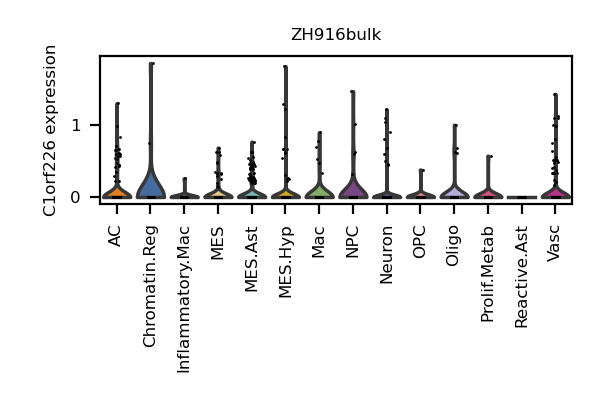 ZH916bulk
C1orf226 expression
1
0
AC
Chromatin.Reg
Inflammatory.Mac
MES
MES.Ast
MES.Hyp
Mac
NPC
Neuron
OPC
Oligo
Prolif.Metab
Reactive.Ast
Vasc